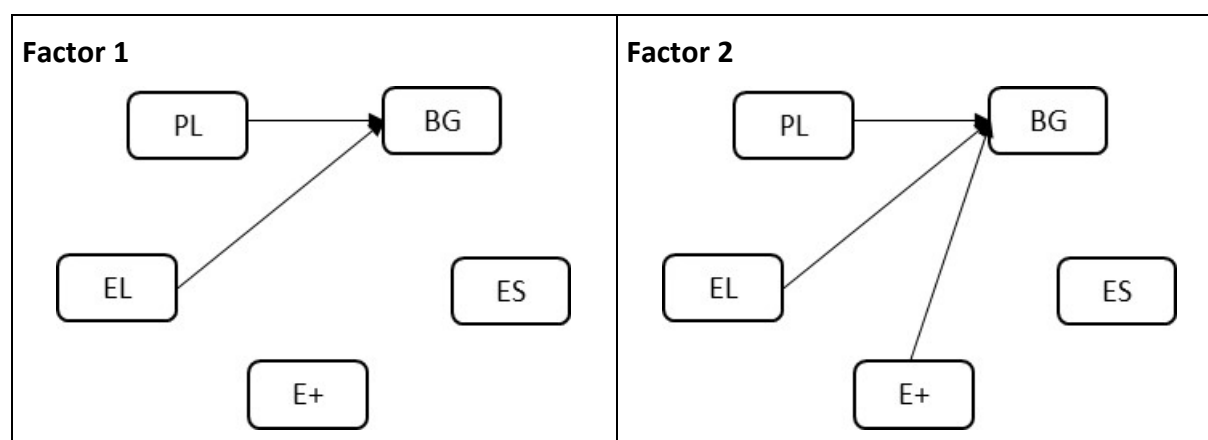 Factor 1
PL
BG
EL
ES
E+
Factor 2
PL
BG
EL
ES
E+